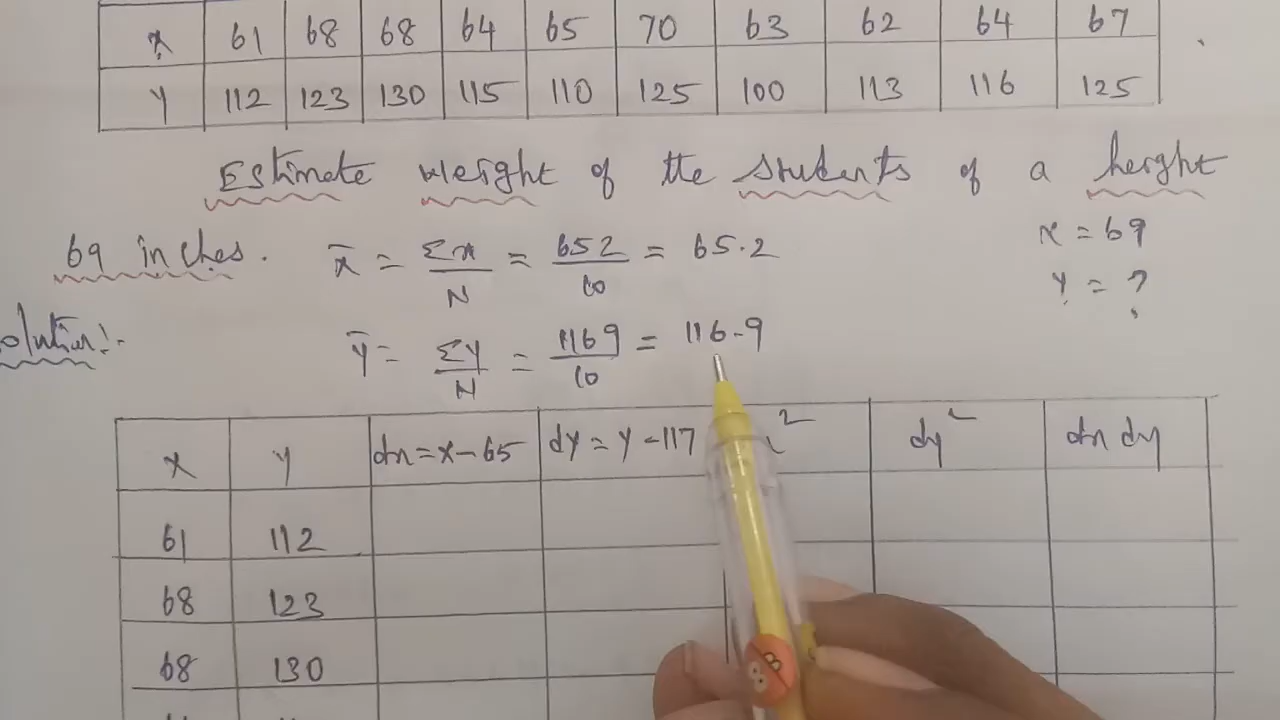 x 61 68 68 64 65 70 63 62 64 67
Y 112 123 130 115 110 125 100 113 116 125
Estimate weight of the students of a height
69 inches. x̄ = Σx/N = 652/10 = 65.2 x = 69
Y = ?
Solution:- ȳ = ΣY/N = 1169/10 = 116.9
x Y dx = x-65 dy = Y-117 ² dy² dx dy
61 112
68 123
68 130